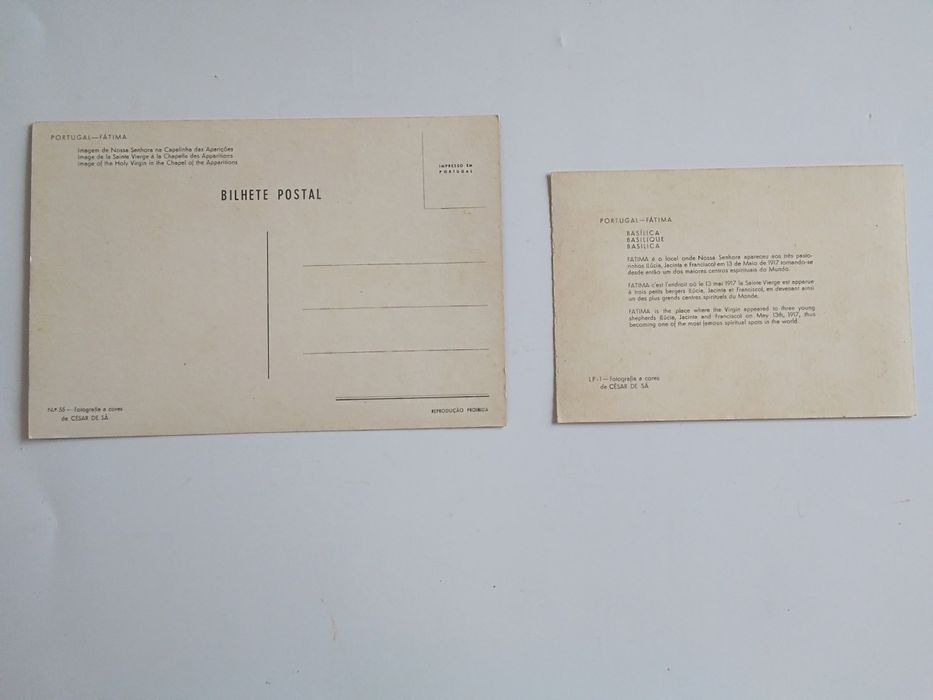 PORTUGAL—FÁTIMA
Imagem de Nossa Senhora na Capelinha das Aparições
Image de la Sainte Vierge à la Chapelle des Apparitions
Image of the Holy Virgin in the Chapel of the Apparitions
IMPRESSO EM
PORTUGAL
BILHETE POSTAL
N.º 56 — Fotografia a cores
de CÉSAR DE SÁ
REPRODUÇÃO PROIBIDA
PORTUGAL—FÁTIMA
BASÍLICA
BASILIQUE
BASILICA
FÁTIMA é o local onde Nossa Senhora apareceu aos três pasto-
rinhos (Lúcia, Jacinta e Francisco) em 13 de Maio de 1917 tornando-se
desde então um dos maiores centros espirituais do Mundo.
FATIMA c'est l'endroit où le 13 mai 1917 la Sainte Vierge est apparue
à trois petits bergers (Lúcia, Jacinta et Francisco), en devenant ainsi
un des plus grands centres spirituels du Monde.
FATIMA is the place where the Virgin appeared to three young
shepherds (Lúcia, Jacinta and Francisco) on May 13th, 1917, thus
becoming one of the most famous spiritual spots in the world.
LP-1—Fotografia a cores
de CÉSAR DE SÁ